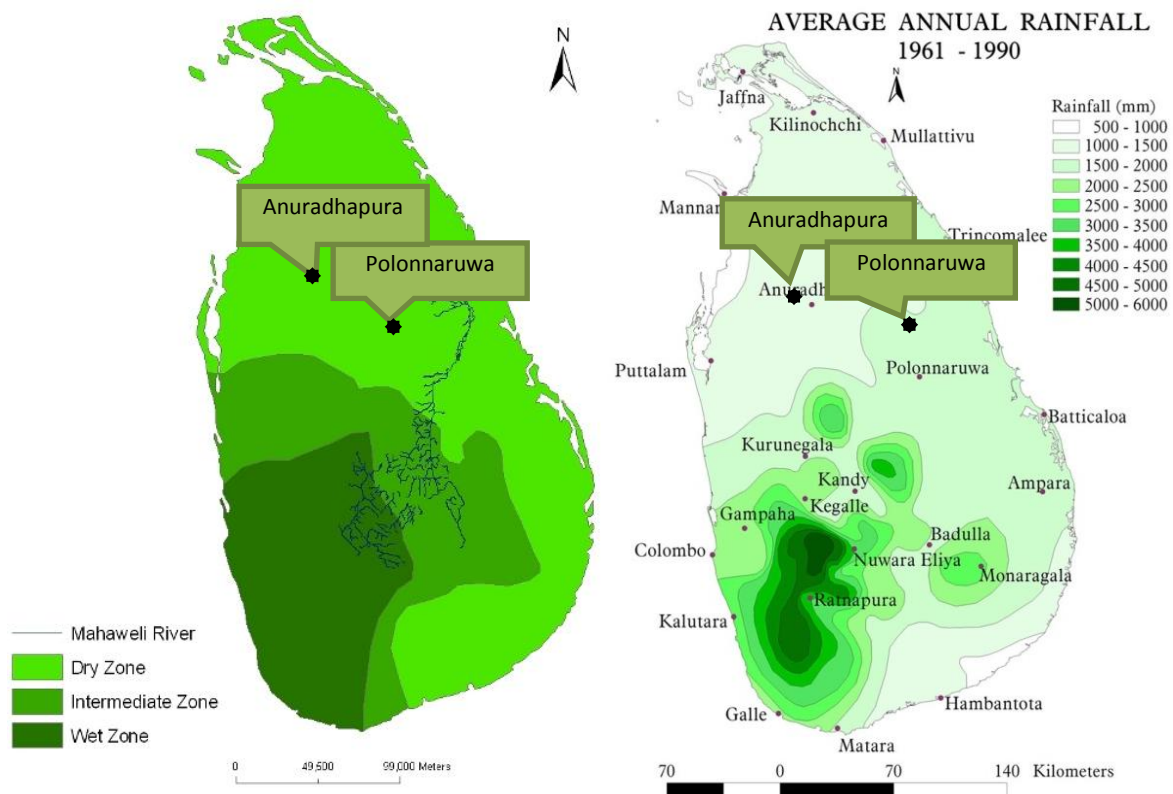 N
Anuradhapura
Polonnaruwa
Mahaweli River
Dry Zone
Intermediate Zone
Wet Zone
0 49,500 99,000 Meters
AVERAGE ANNUAL RAINFALL
1961 - 1990
N
Rainfall (mm)
500 - 1000
1000 - 1500
1500 - 2000
2000 - 2500
2500 - 3000
3000 - 3500
3500 - 4000
4000 - 4500
4500 - 5000
5000 - 6000
Jaffna
Kilinochchi
Mullattivu
Mannar
Anuradhapura
Trincomalee
Polonnaruwa
Anuradh
Puttalam
Polonnaruwa
Batticaloa
Kurunegala
Kandy
Kegalle
Ampara
Gampaha
Colombo
Badulla
Nuwara Eliya
Monaragala
Ratnapura
Kalutara
Hambantota
Galle
Matara
70 0 70 140 Kilometers